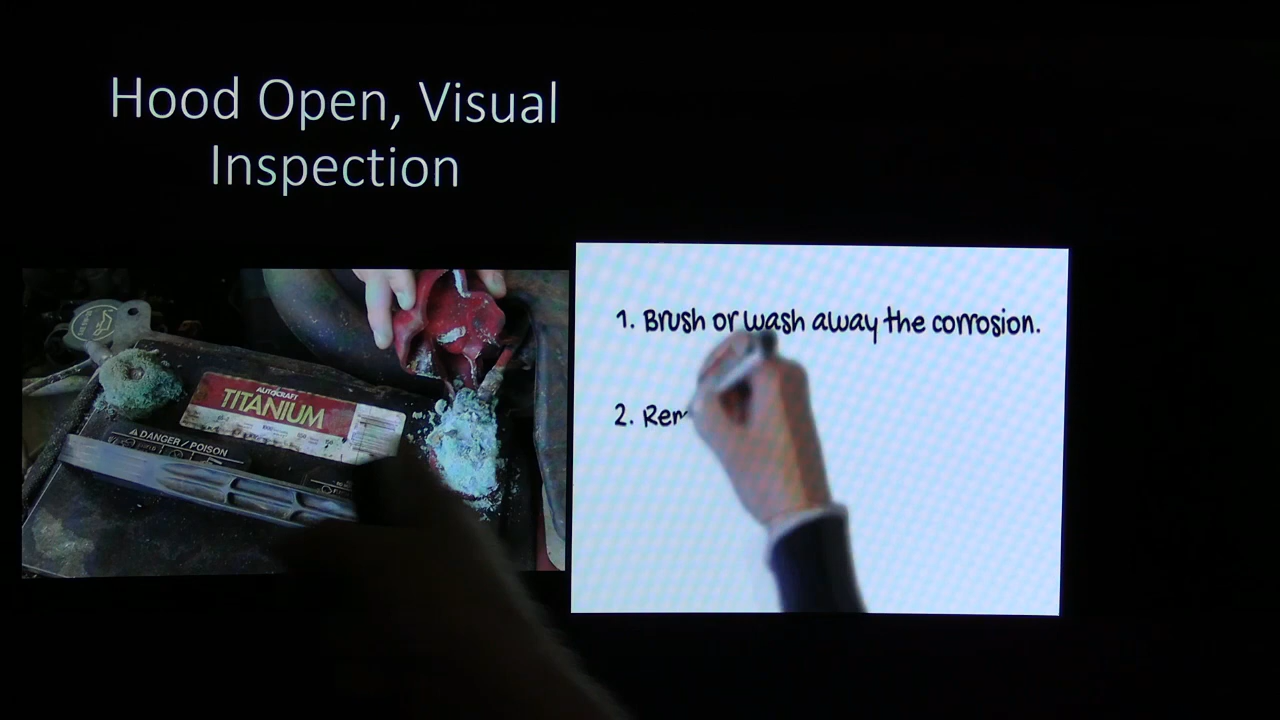 Hood Open, Visual
Inspection
AUTOCRAFT
TITANIUM
DANGER/POISON
1. Brush or wash away the corrosion.
2. Rem